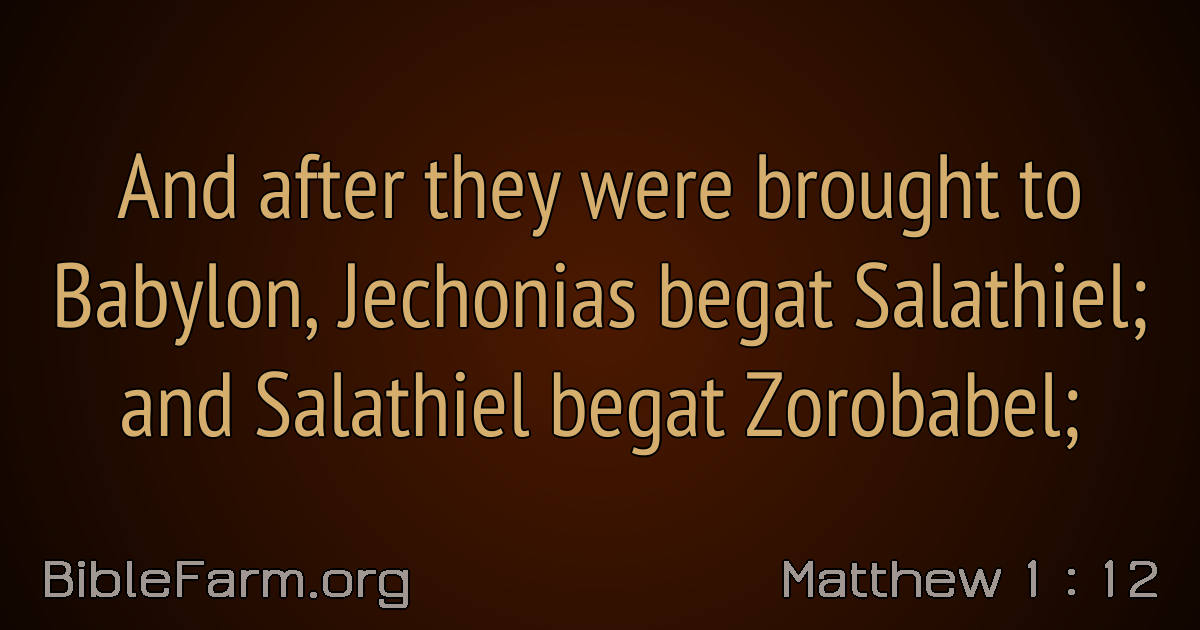 And after they were brought to
Babylon, Jechonias begat Salathiel;
and Salathiel begat Zorobabel;
BibleFarm.org
Matthew 1 : 12